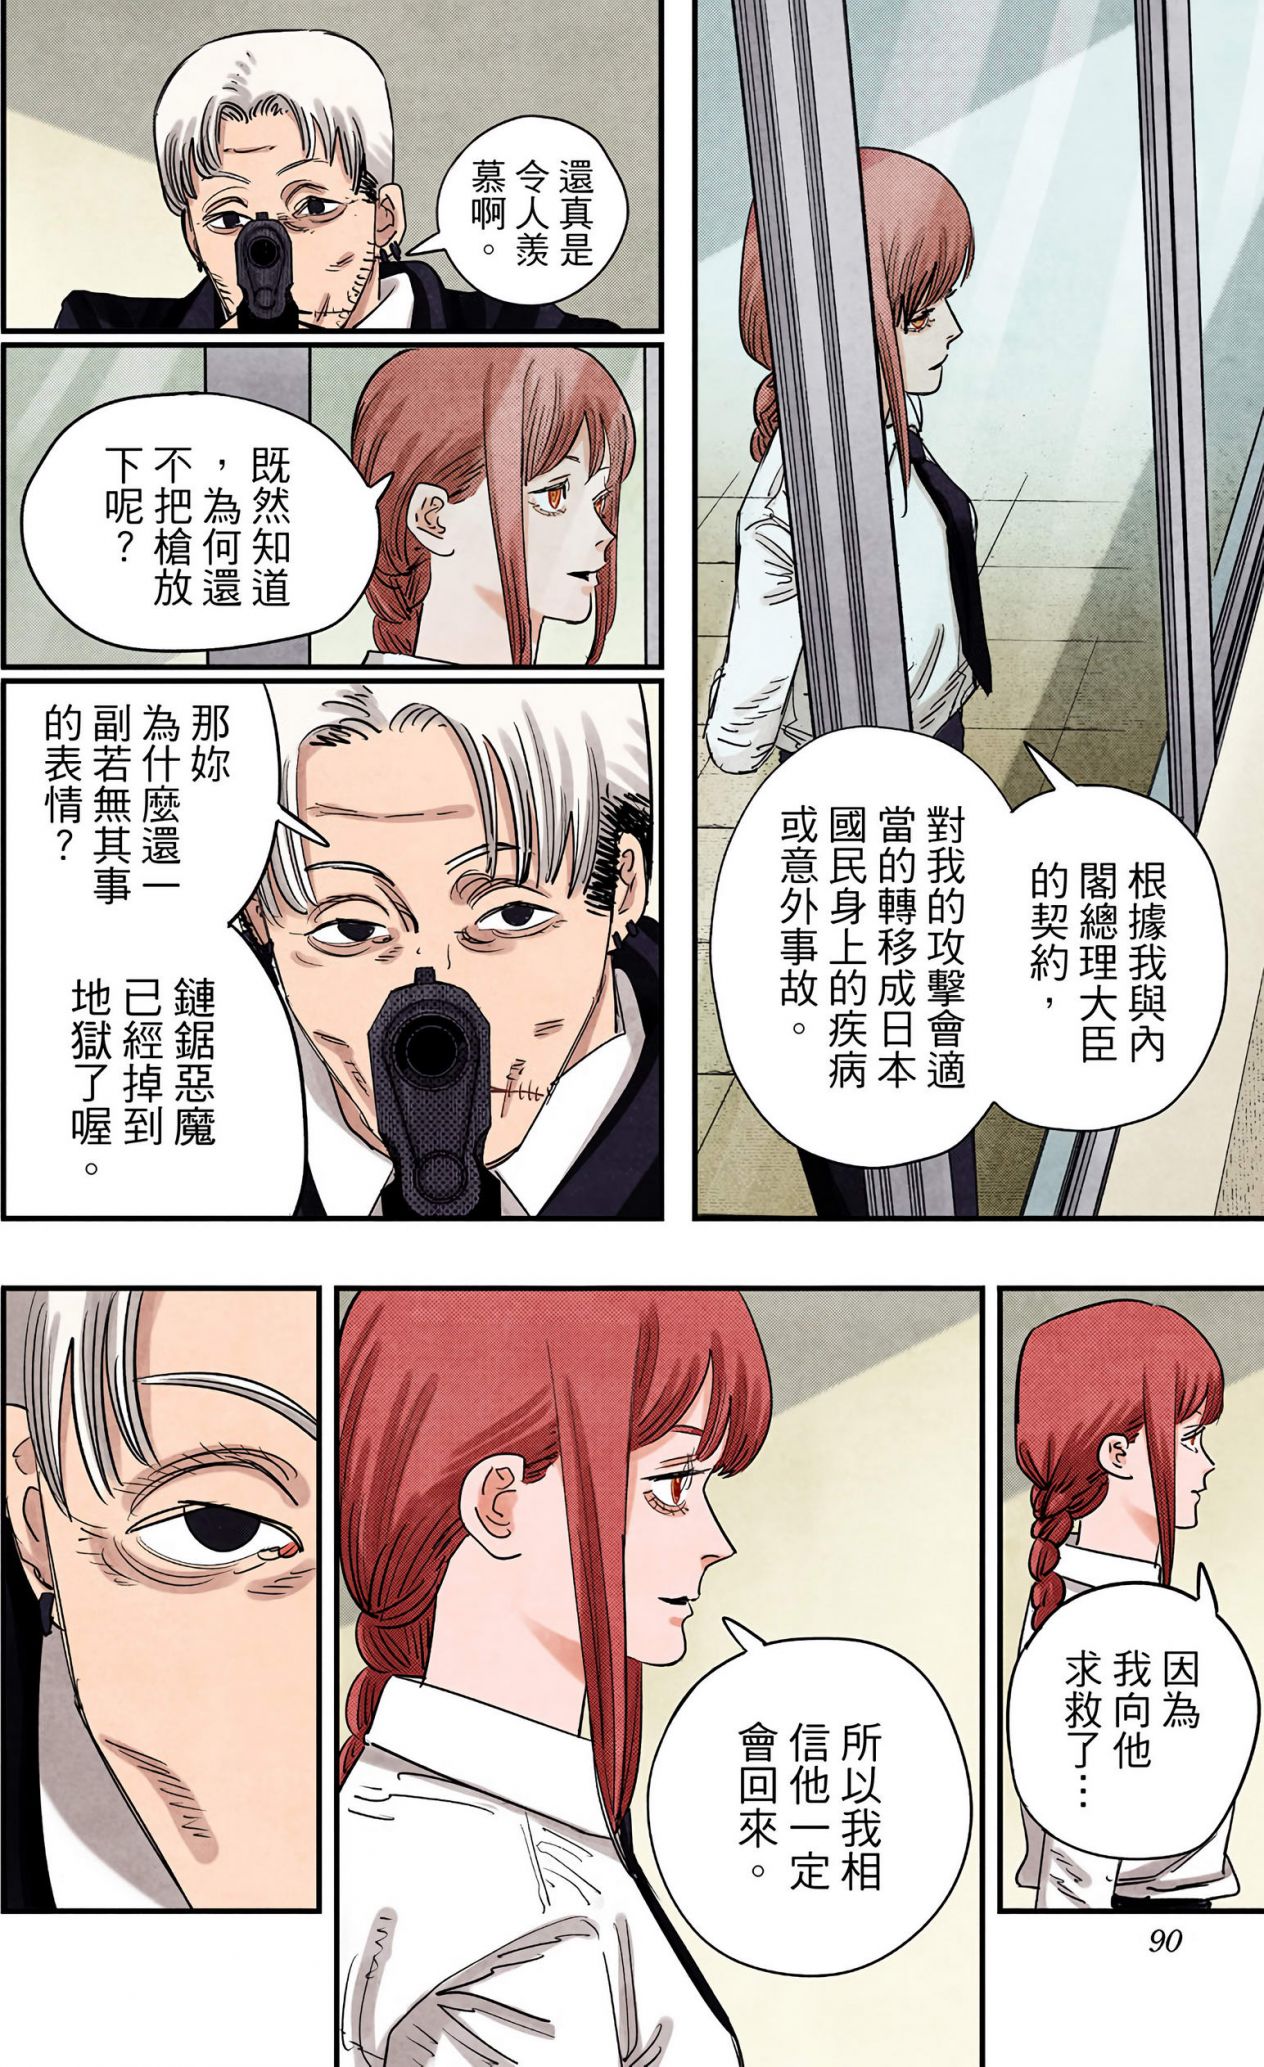 根據我與內
閣總理大臣
的契約，
對我的攻擊會適
當的轉移成日本
國民身上的疾病
或意外事故。
還真是
令人羨
慕啊。
既然知道
，為何還
不把槍放
下呢？
那妳
為什麼還一
副若無其事
的表情？
鏈鋸惡魔
已經掉到
地獄了喔。
因為
我向他
求救了…
所以我相
信他一定
會回來。
90